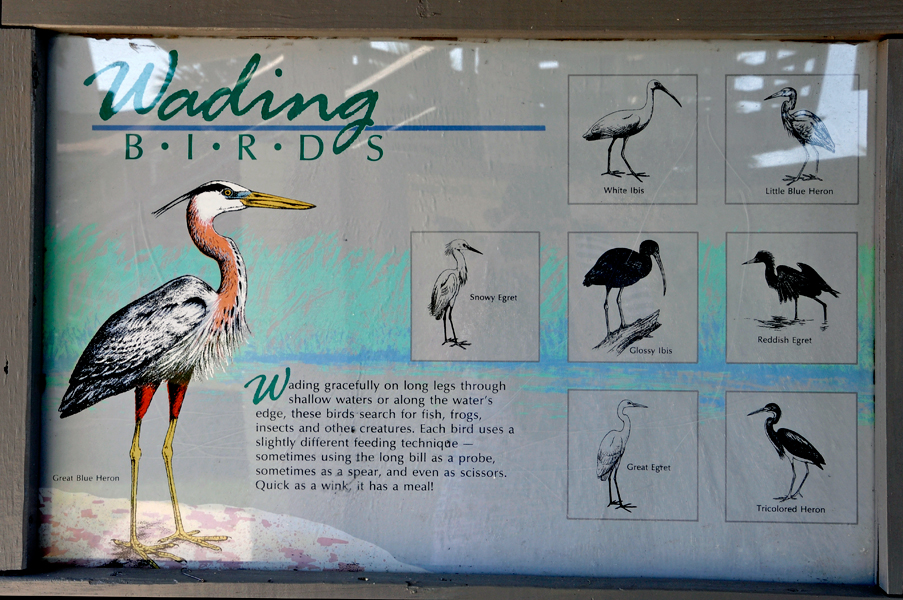 Wading
B•I•R•D•S
White Ibis
Little Blue Heron
Snowy Egret
Glossy Ibis
Reddish Egret
Wading gracefully on long legs through
shallow waters or along the water's
edge, these birds search for fish, frogs,
insects and other creatures. Each bird uses a
slightly different feeding technique —
sometimes using the long bill as a probe,
sometimes as a spear, and even as scissors.
Quick as a wink, it has a meal!
Great Blue Heron
Great Egret
Tricolored Heron